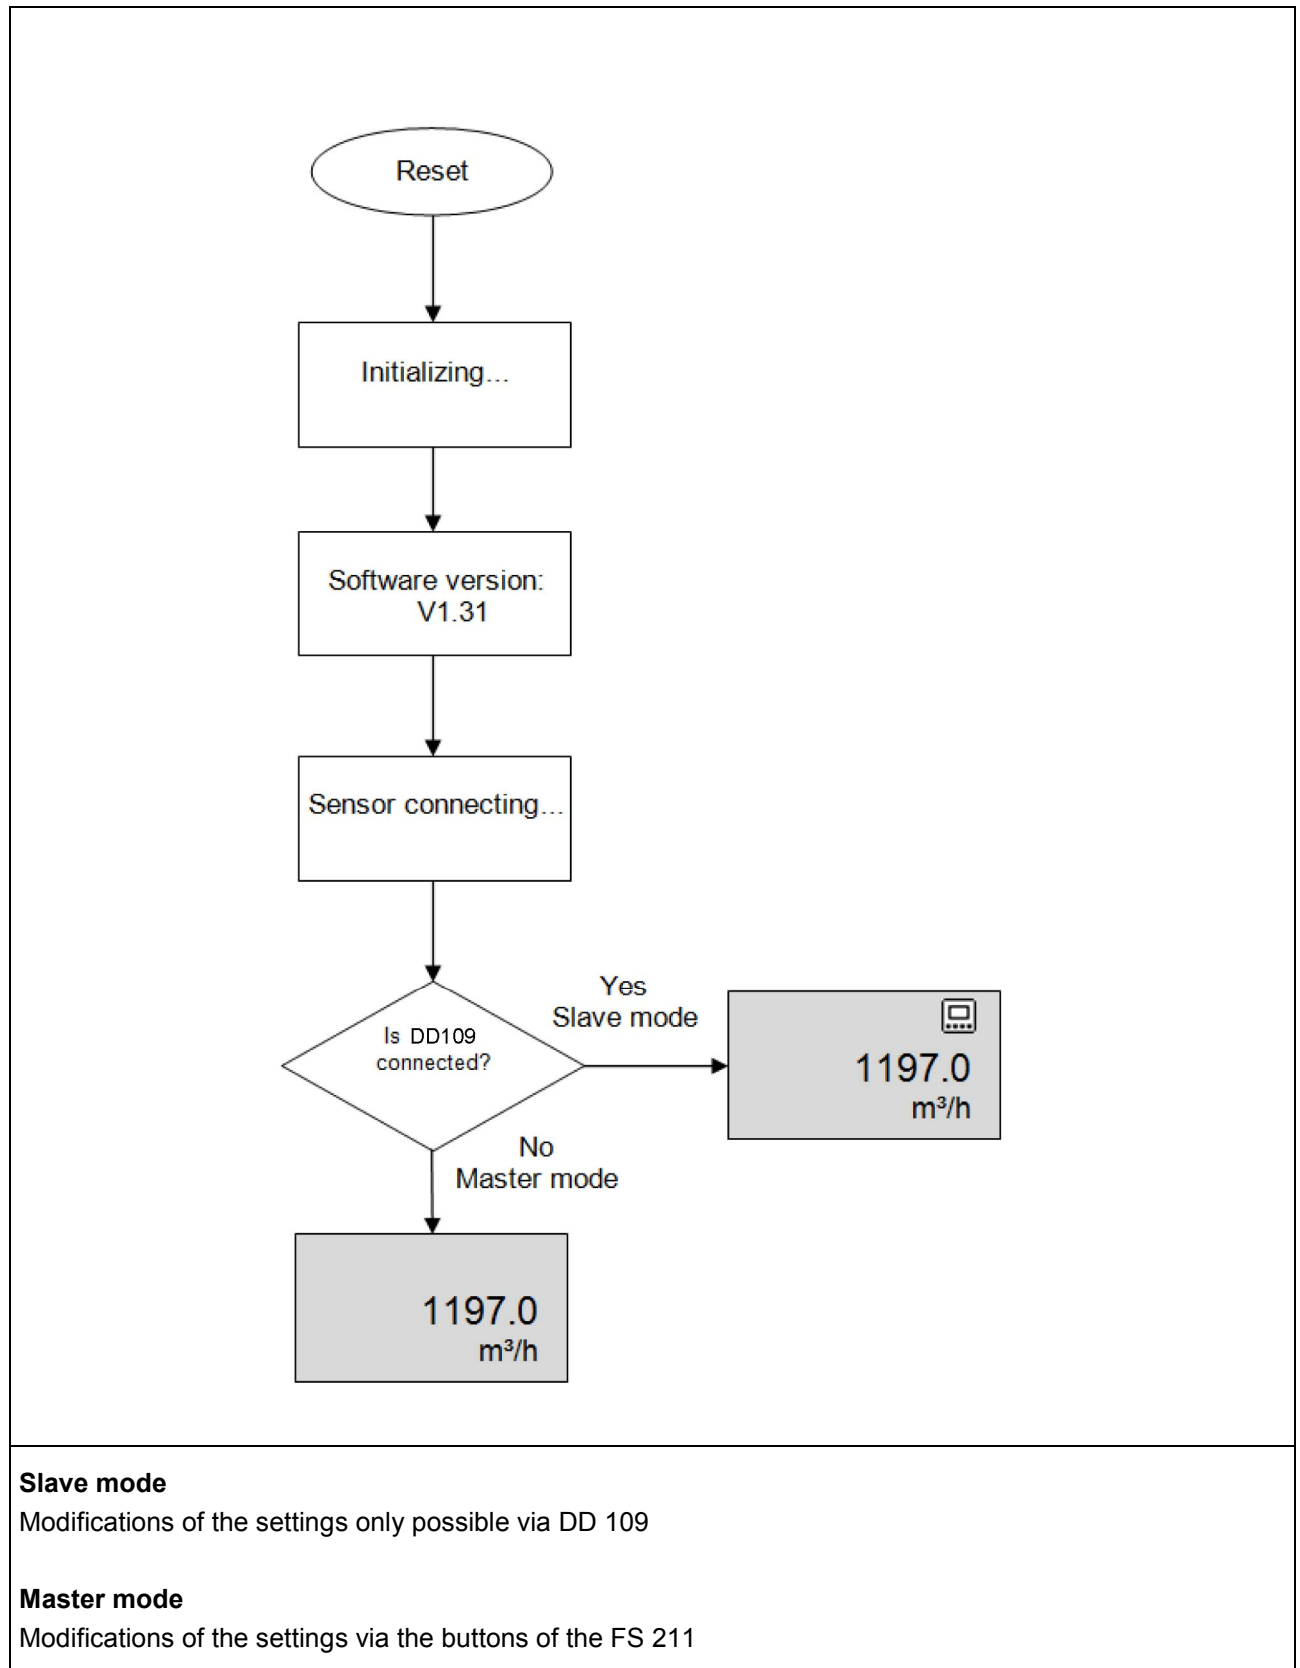 Reset
Initializing...
Software version:
V1.31
Sensor connecting...
Is DD109
connected?
Yes
Slave mode
1197.0
m³/h
No
Master mode
1197.0
m³/h
Slave mode
Modifications of the settings only possible via DD 109
Master mode
Modifications of the settings via the buttons of the FS 211